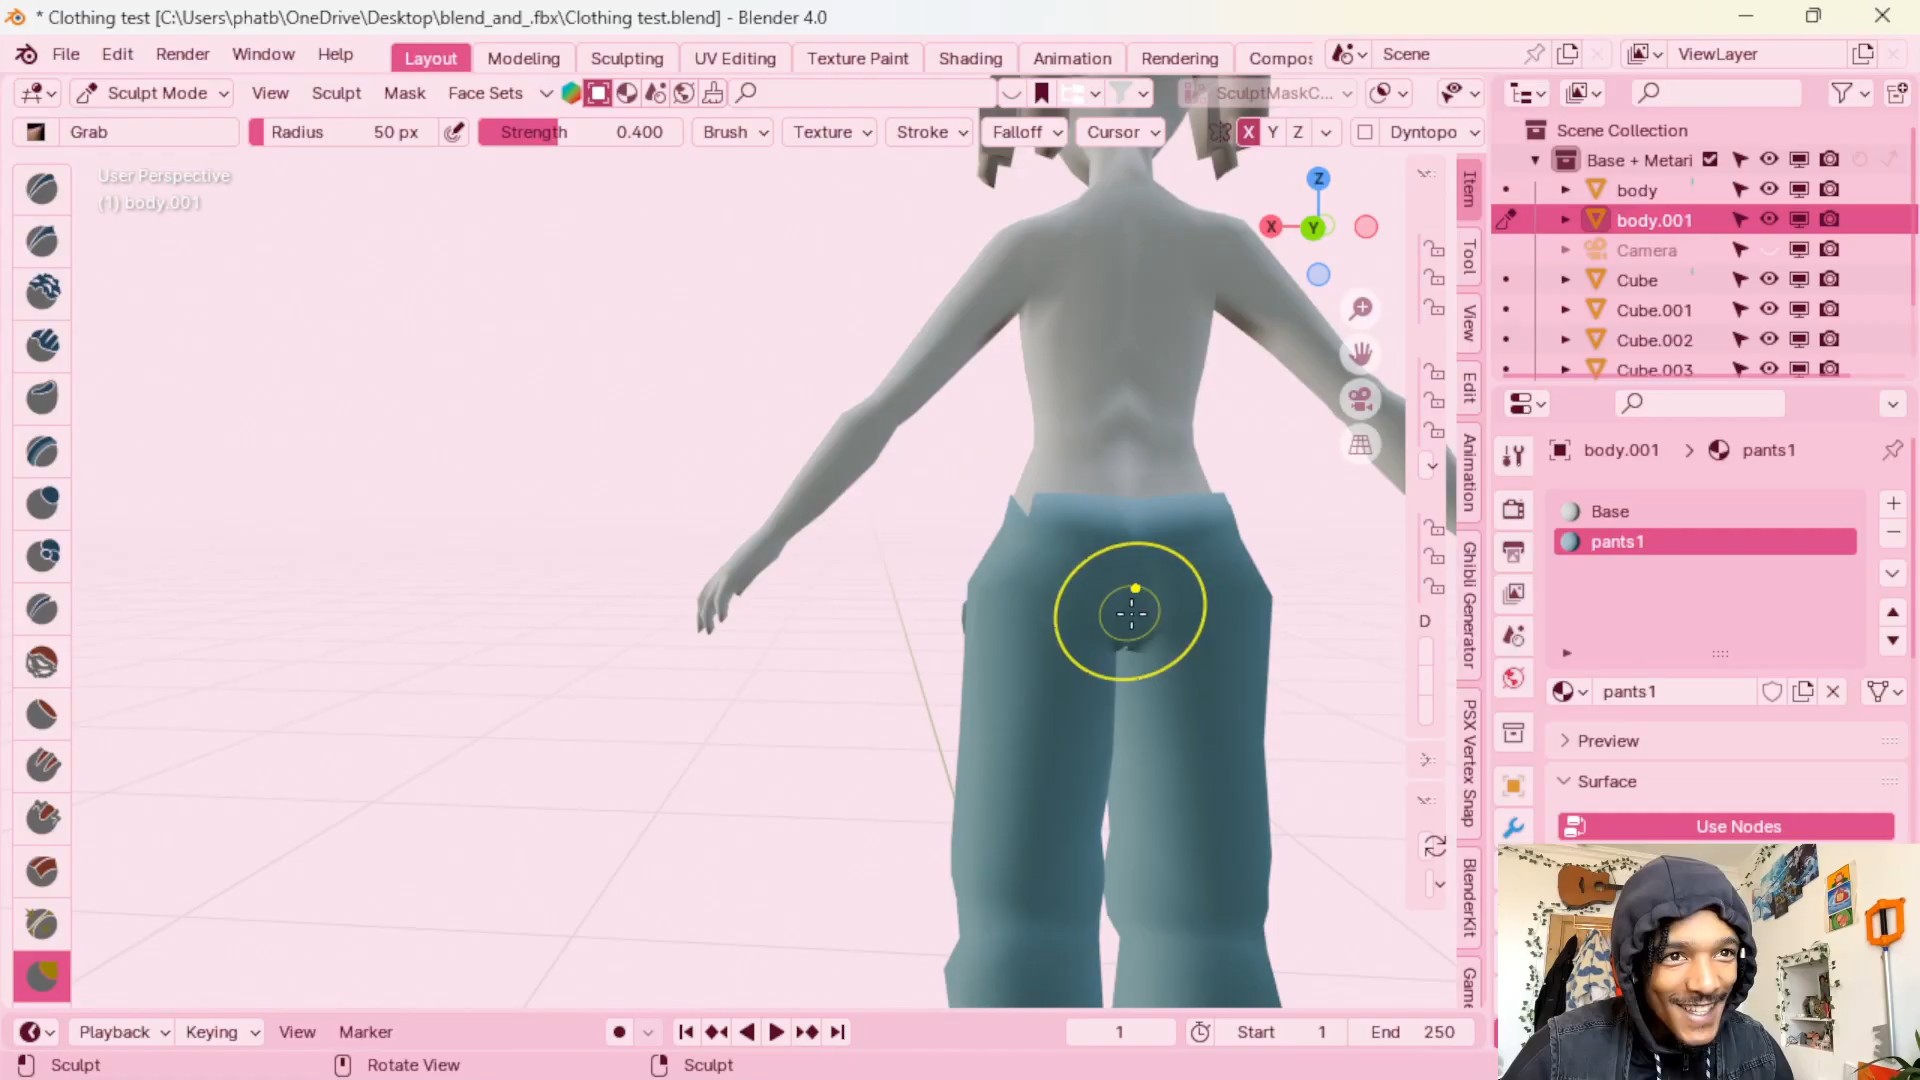 * Clothing test [C:\Users\phatb\OneDrive\Desktop\blend_and_.fbx\Clothing test.blend] - Blender 4.0
File Edit Render Window Help Layout Modeling Sculpting UV Editing Texture Paint Shading Animation Rendering Compos Scene ViewLayer
Sculpt Mode View Sculpt Mask Face Sets SculptMaskC...
Grab Radius 50 px Strength 0.400 Brush Texture Stroke Falloff Cursor X Y Z Dyntopo
User Perspective
(1) body.001
Z
X Y
Item
Tool
View
Edit
Animation
Ghibli Generator
PSX Vertex Snap
BlenderKit
Game
D
Scene Collection
Base + Metari
body
body.001
Camera
Cube
Cube.001
Cube.002
Cube.003
body.001 > pants1
Base
pants1
pants1
Preview
Surface
Use Nodes
Playback Keying View Marker 1 Start 1 End 250
Sculpt Rotate View Sculpt